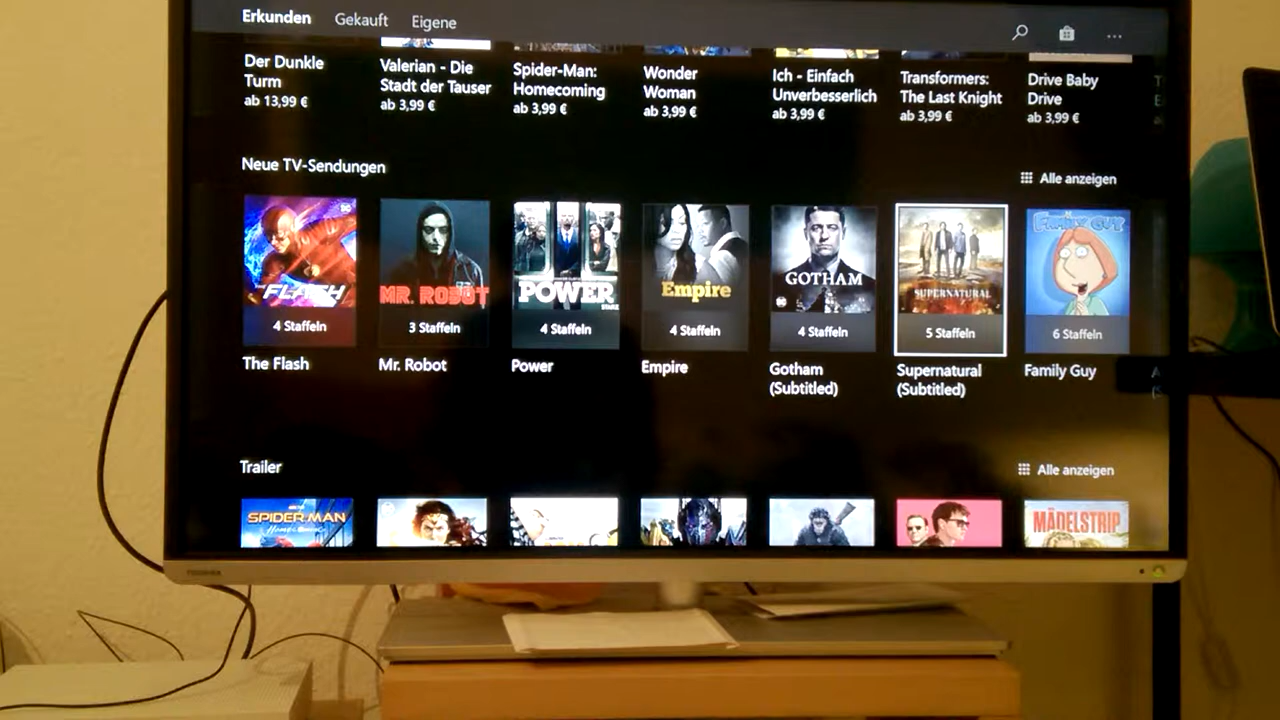 Erkunden Gekauft Eigene
Der Dunkle
Turm
ab 13,99 €
Valerian - Die
Stadt der Tauser
ab 3,99 €
Spider-Man:
Homecoming
ab 3,99 €
Wonder
Woman
ab 3,99 €
Ich - Einfach
Unverbesserlich
ab 3,99 €
Transformers:
The Last Knight
ab 3,99 €
Drive Baby
Drive
ab 3,99 €
Neue TV-Sendungen
Alle anzeigen
DC
THE FLASH
4 Staffeln
The Flash
MR. ROBOT
3 Staffeln
Mr. Robot
POWER
STARZ
4 Staffeln
Power
Empire
4 Staffeln
Empire
GOTHAM
4 Staffeln
Gotham
(Subtitled)
SUPERNATURAL
5 Staffeln
Supernatural
(Subtitled)
FAMILY GUY
6 Staffeln
Family Guy
Trailer
Alle anzeigen
SPIDER-MAN
HOMECOMING
MÄDELSTRIP
TOSHIBA